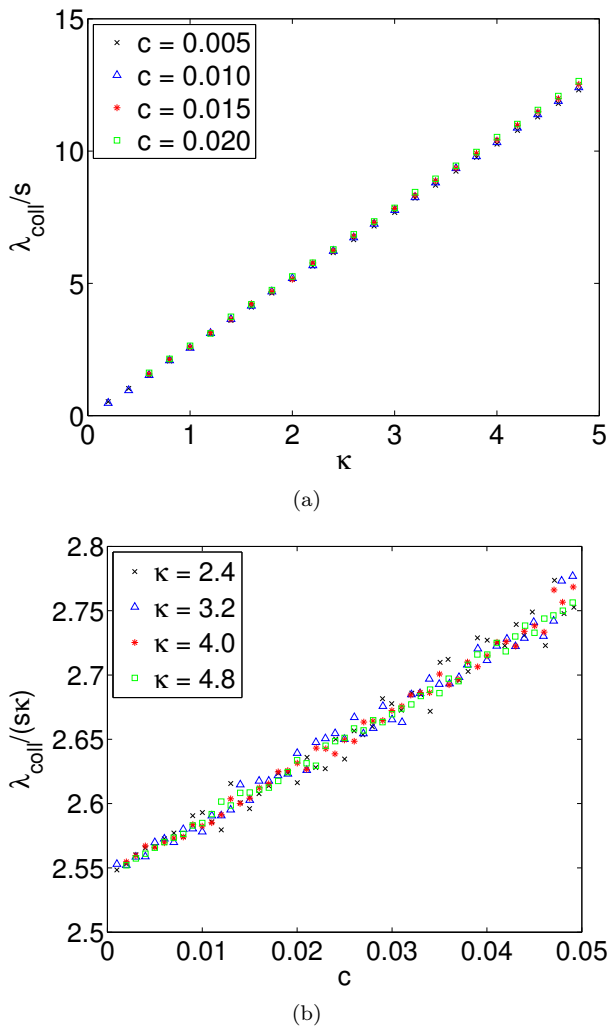 15
10
5
0
λcoll/s
× c = 0.005
△ c = 0.010
* c = 0.015
□ c = 0.020
0 1 2 3 4 5
κ
(a)
2.8
2.75
2.7
2.65
2.6
2.55
2.5
λcoll/(sκ)
× κ = 2.4
△ κ = 3.2
* κ = 4.0
□ κ = 4.8
0 0.01 0.02 0.03 0.04 0.05
c
(b)